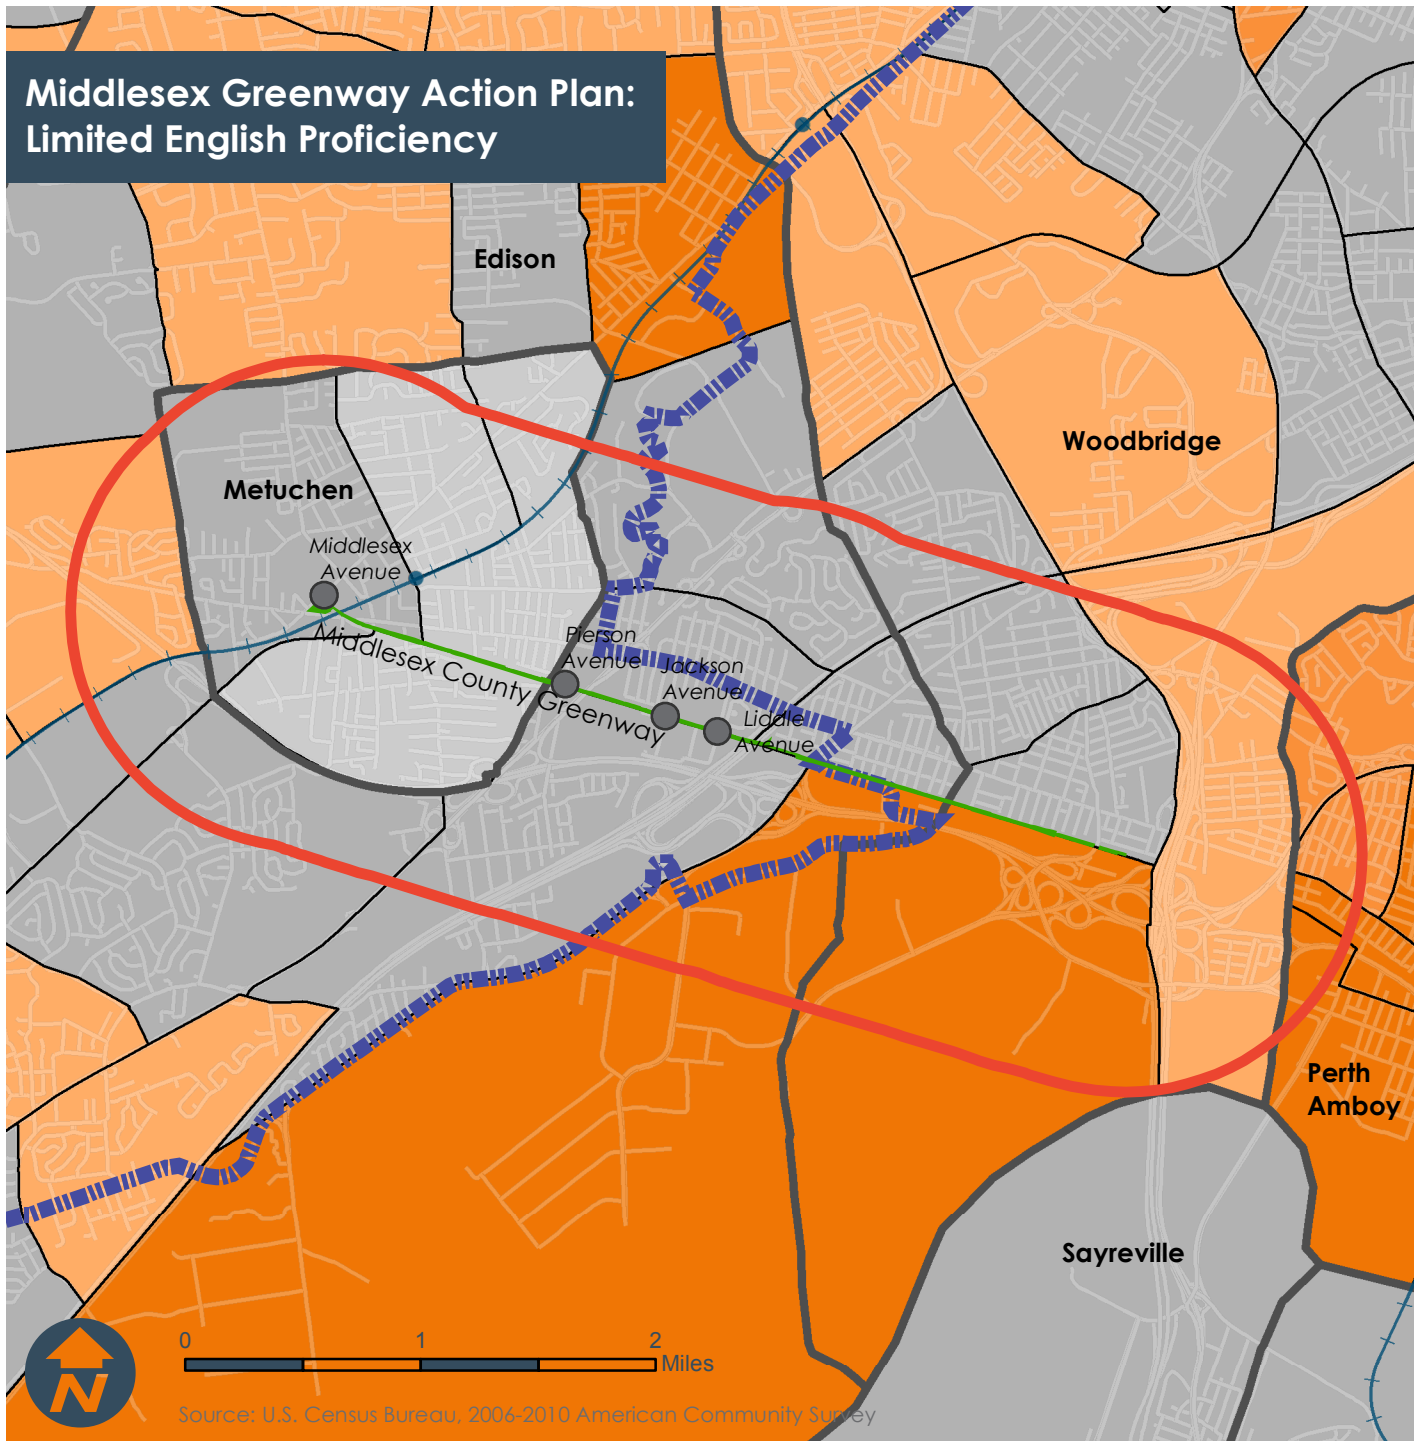 Middlesex Greenway Action Plan:
Limited English Proficiency
Edison
Woodbridge
Metuchen
Middlesex
Avenue
Middlesex County Greenway
Pierson
Avenue
Jackson
Avenue
Liddle
Avenue
Perth
Amboy
Sayreville
0 1 2
Miles
N
Source: U.S. Census Bureau, 2006-2010 American Community Survey